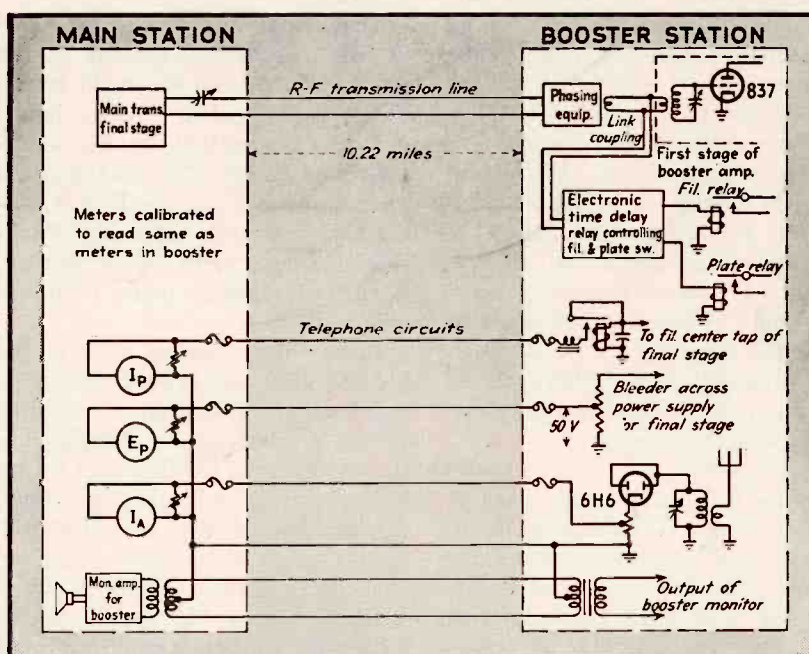 MAIN STATION
BOOSTER STATION
Main trans.
final stage
R-F transmission line
Phasing
equip.
Link
coupling
837
10.22 miles
First stage of
booster amp.
Fil. relay
Electronic
time delay
relay controlling
fil. & plate sw.
Plate relay
Meters calibrated
to read same as
meters in booster
Telephone circuits
To fil. center tap of
final stage
IP
Bleeder across
power supply
for final stage
50 V
EP
6H6
IA
Mon. amp.
for
booster
Output of
booster monitor